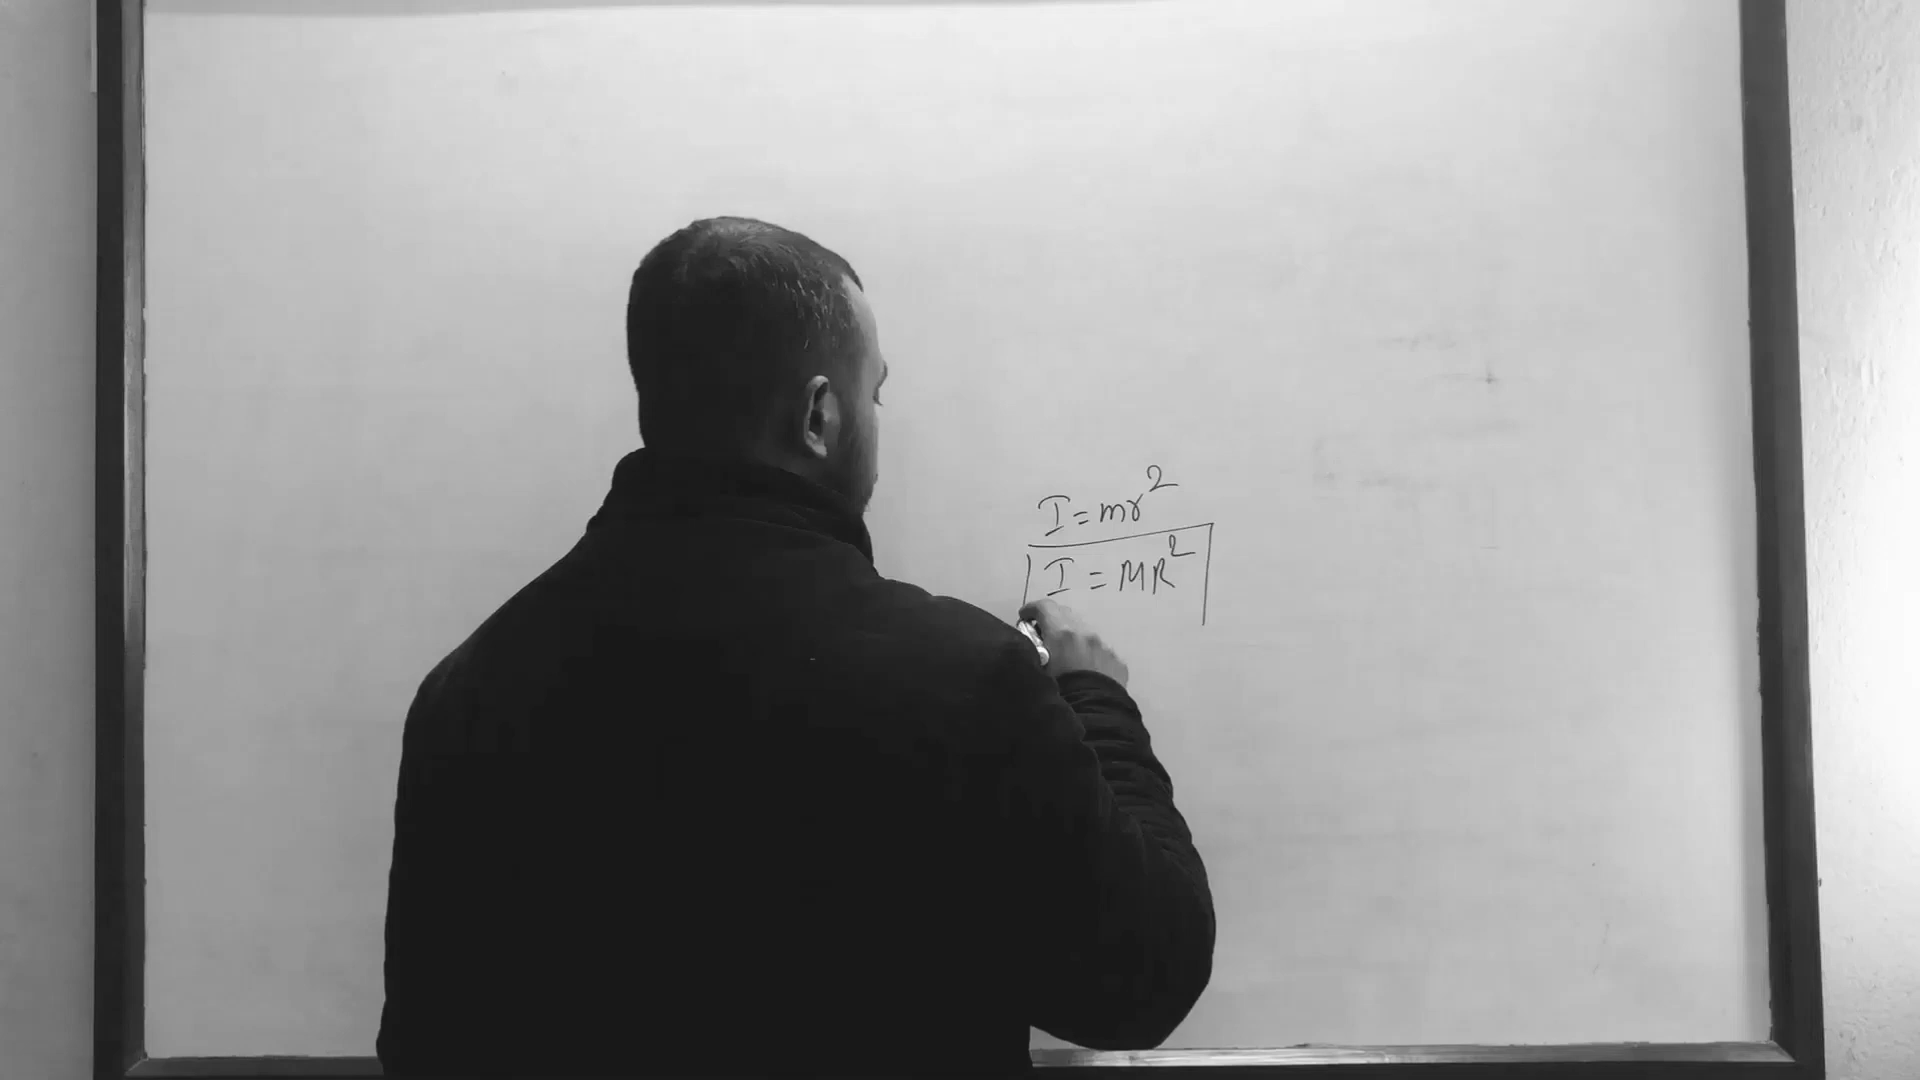 I = mr²
I = MR²